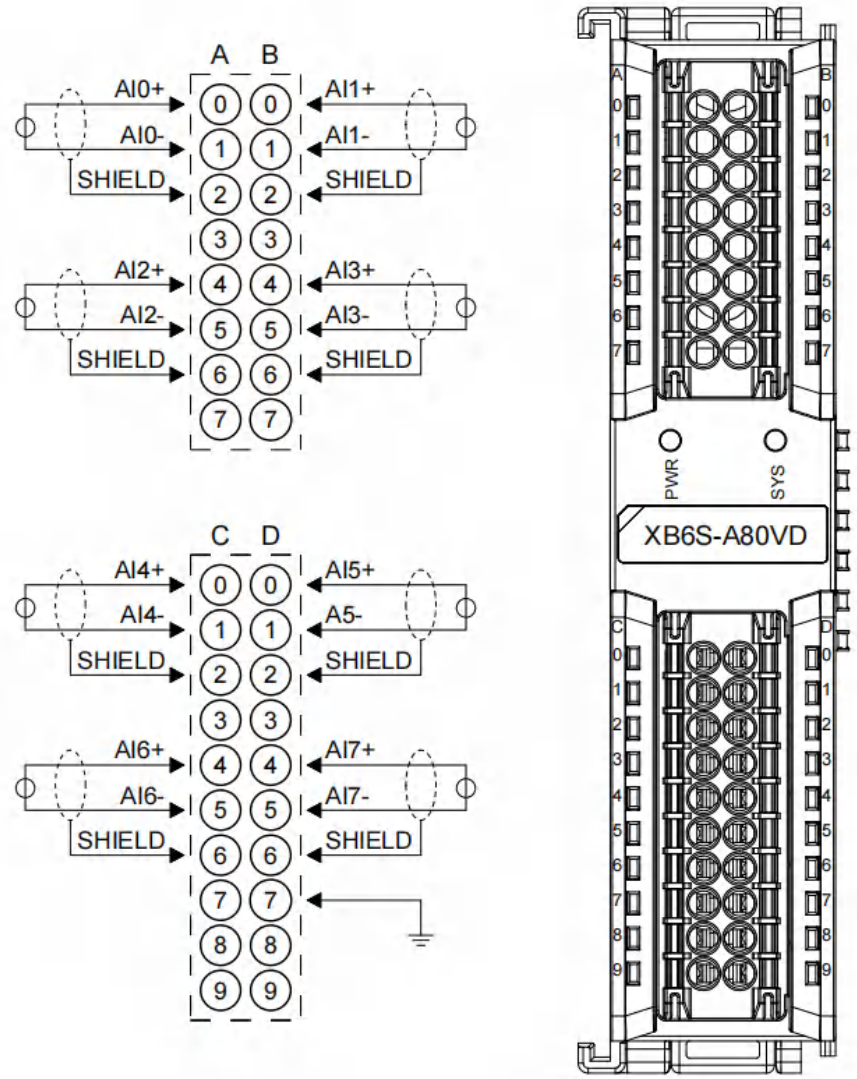 A B
AI0+ 0 0 AI1+
AI0- 1 1 AI1-
SHIELD 2 2 SHIELD
3 3
AI2+ 4 4 AI3+
AI2- 5 5 AI3-
SHIELD 6 6 SHIELD
7 7
C D
AI4+ 0 0 AI5+
AI4- 1 1 A5-
SHIELD 2 2 SHIELD
3 3
AI6+ 4 4 AI7+
AI6- 5 5 AI7-
SHIELD 6 6 SHIELD
7 7
8 8
9 9
A B
0 0
1 1
2 2
3 3
4 4
5 5
6 6
7 7
PWR SYS
XB6S-A80VD
C D
0 0
1 1
2 2
3 3
4 4
5 5
6 6
7 7
8 8
9 9